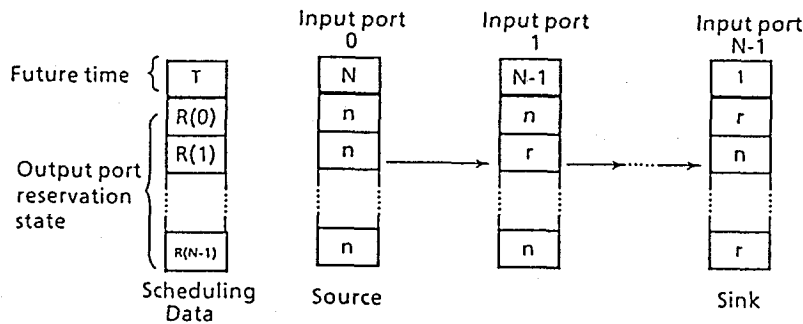 Input port
0
Input port
1
Input port
N-1
Future time
T
N
N-1
1
R(0)
n
n
r
R(1)
n
r
n
Output port
reservation
state
R(N-1)
n
n
r
Scheduling
Data
Source
Sink